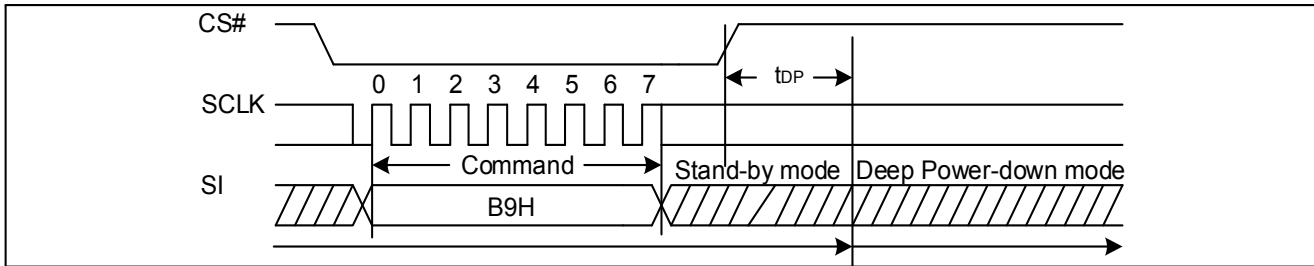 CS#
tDP
0 1 2 3 4 5 6 7
SCLK
Command
Stand-by mode Deep Power-down mode
SI
B9H